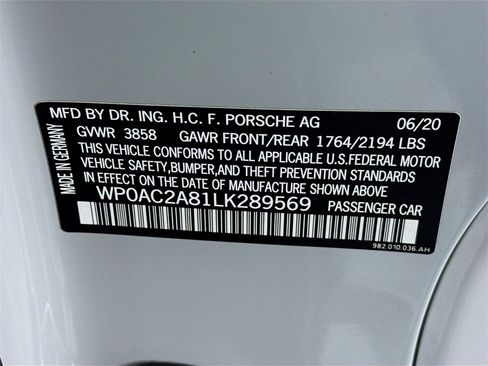 MFD BY DR. ING. H.C. F. PORSCHE AG 06/20
GVWR 3858 GAWR FRONT/REAR 1764/2194 LBS
THIS VEHICLE CONFORMS TO ALL APPLICABLE U.S.FEDERAL MOTOR
VEHICLE SAFETY,BUMPER,AND THEFT PREVENTION STANDARDS
IN EFFECT ON THE DATE OF MANUFACTURE SHOWN ABOVE.
WP0AC2A81LK289569 PASSENGER CAR
982.010.036.AH
MADE IN GERMANY